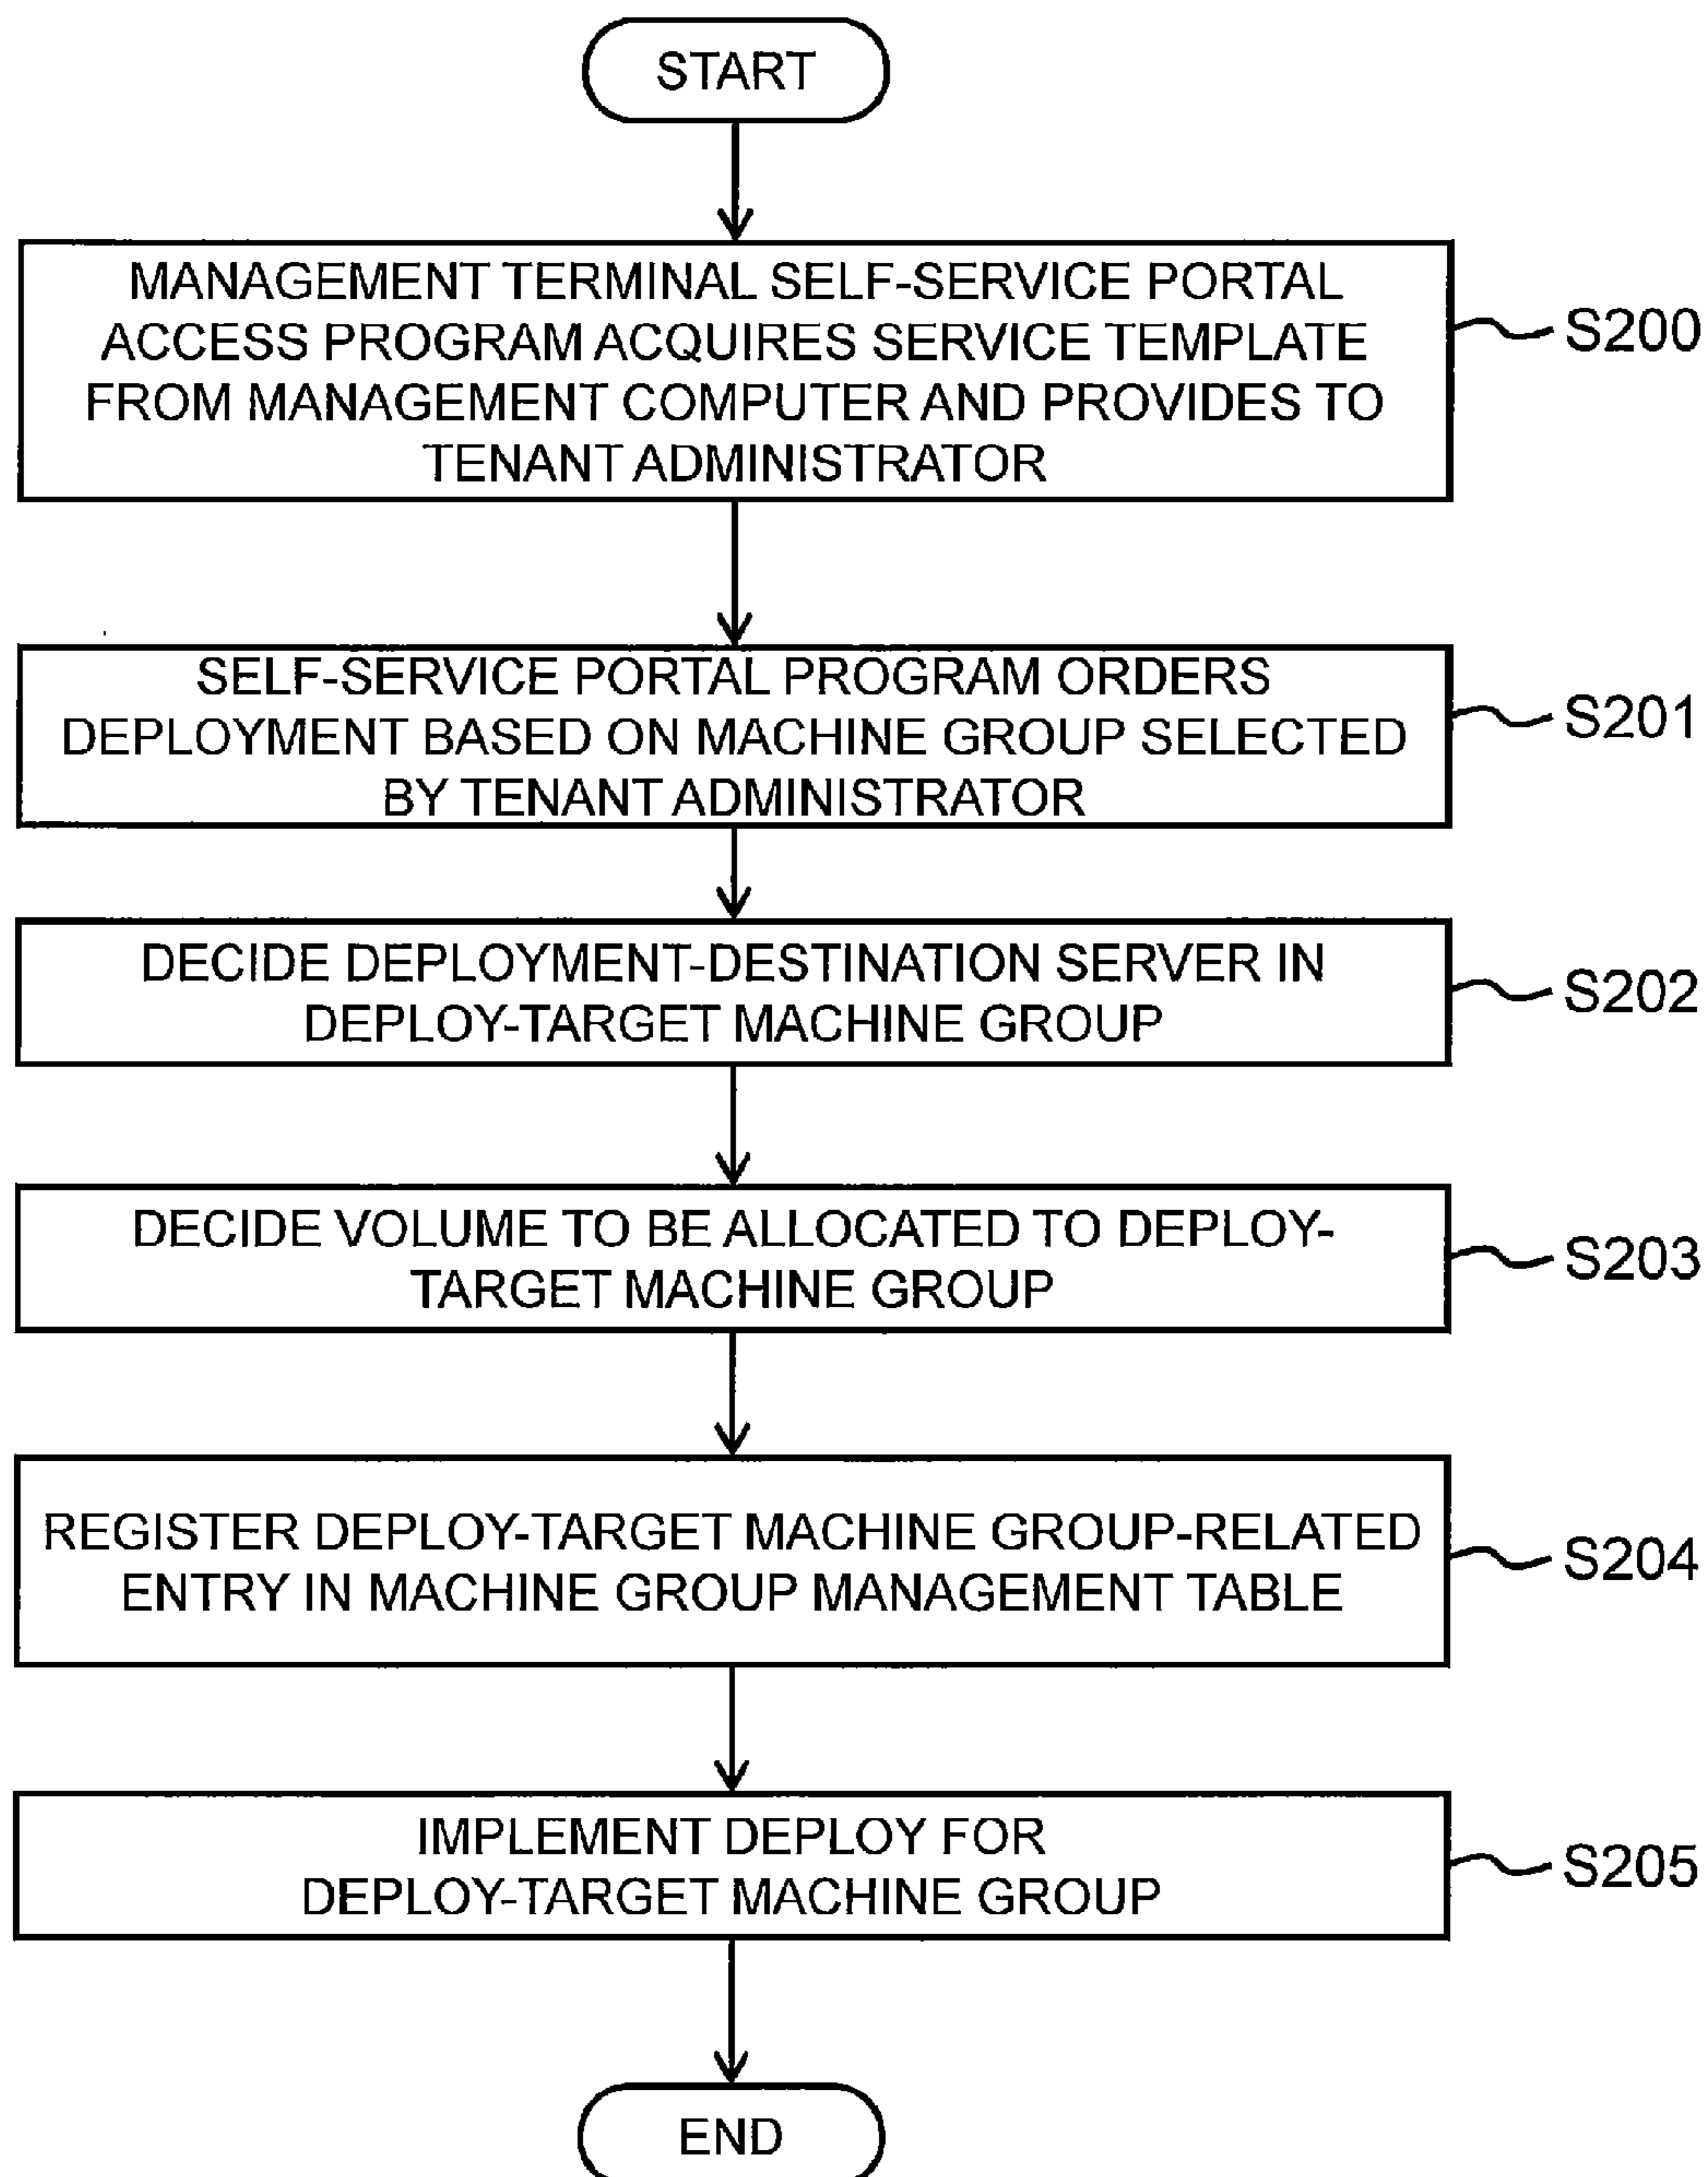 START
MANAGEMENT TERMINAL SELF-SERVICE PORTAL
ACCESS PROGRAM ACQUIRES SERVICE TEMPLATE
FROM MANAGEMENT COMPUTER AND PROVIDES TO
TENANT ADMINISTRATOR
S200
SELF-SERVICE PORTAL PROGRAM ORDERS
DEPLOYMENT BASED ON MACHINE GROUP SELECTED
BY TENANT ADMINISTRATOR
S201
DECIDE DEPLOYMENT-DESTINATION SERVER IN
DEPLOY-TARGET MACHINE GROUP
S202
DECIDE VOLUME TO BE ALLOCATED TO DEPLOY-
TARGET MACHINE GROUP
S203
REGISTER DEPLOY-TARGET MACHINE GROUP-RELATED
ENTRY IN MACHINE GROUP MANAGEMENT TABLE
S204
IMPLEMENT DEPLOY FOR
DEPLOY-TARGET MACHINE GROUP
S205
END